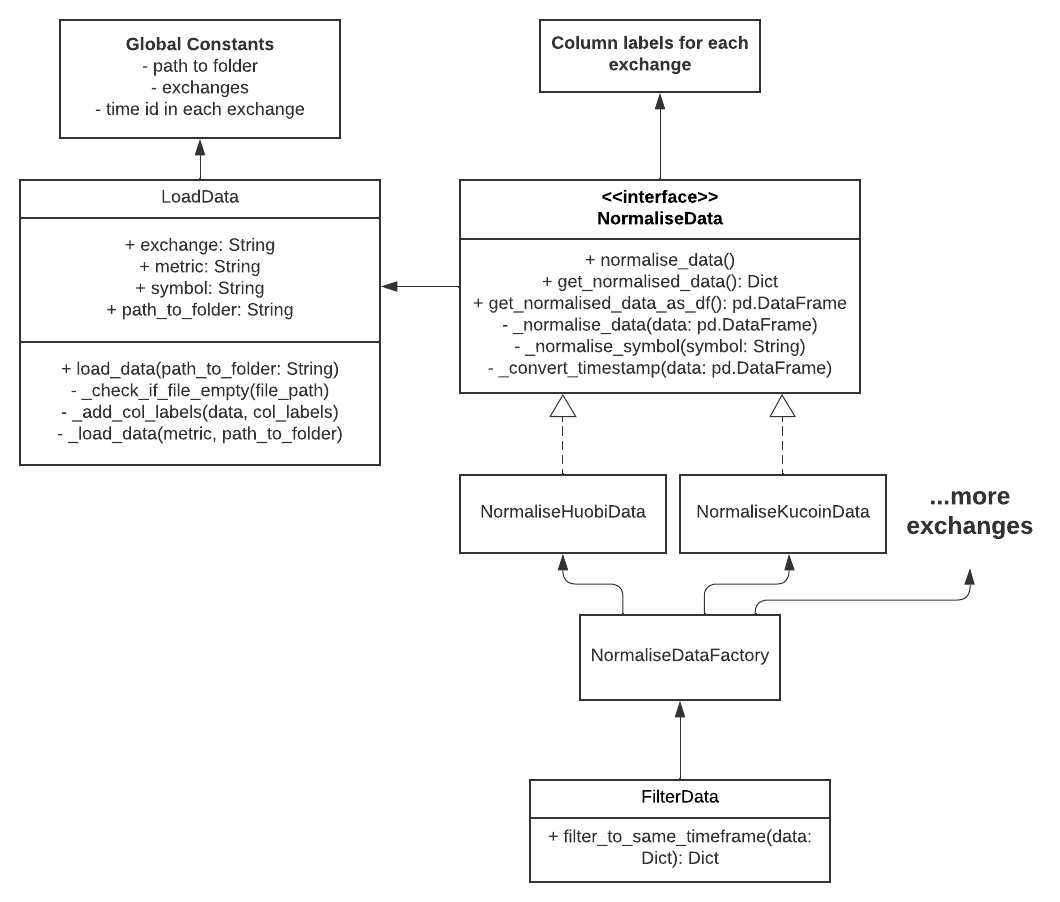 Global Constants
- path to folder
- exchanges
- time id in each exchange
Column labels for each
exchange
LoadData
+ exchange: String
+ metric: String
+ symbol: String
+ path_to_folder: String
+ load_data(path_to_folder: String)
- _check_if_file_empty(file_path)
- _add_col_labels(data, col_labels)
- _load_data(metric, path_to_folder)
<<interface>>
NormaliseData
+ normalise_data()
+ get_normalised_data(): Dict
+ get_normalised_data_as_df(): pd.DataFrame
- _normalise_data(data: pd.DataFrame)
- _normalise_symbol(symbol: String)
- _convert_timestamp(data: pd.DataFrame)
NormaliseHuobiData
NormaliseKucoinData
...more
exchanges
NormaliseDataFactory
FilterData
+ filter_to_same_timeframe(data:
Dict): Dict